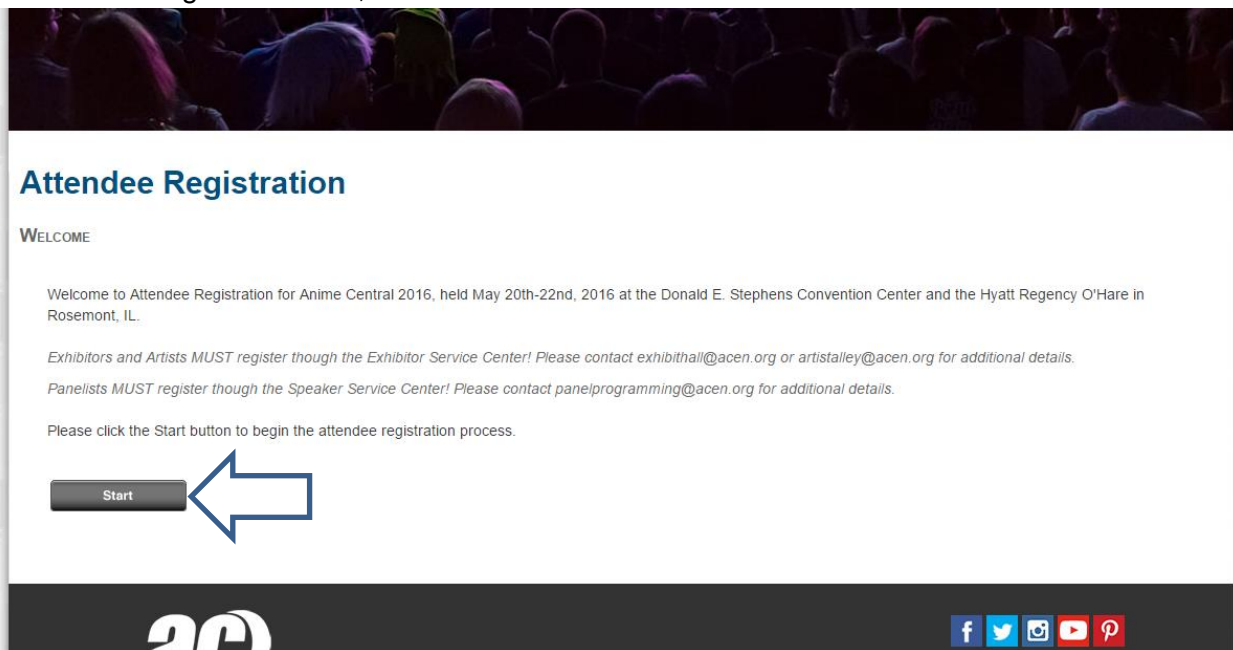 Attendee Registration
WELCOME
Welcome to Attendee Registration for Anime Central 2016, held May 20th-22nd, 2016 at the Donald E. Stephens Convention Center and the Hyatt Regency O'Hare in
Rosemont, IL.
Exhibitors and Artists MUST register though the Exhibitor Service Center! Please contact exhibithall@acen.org or artistalley@acen.org for additional details.
Panelists MUST register though the Speaker Service Center! Please contact panelprogramming@acen.org for additional details.
Please click the Start button to begin the attendee registration process.
Start